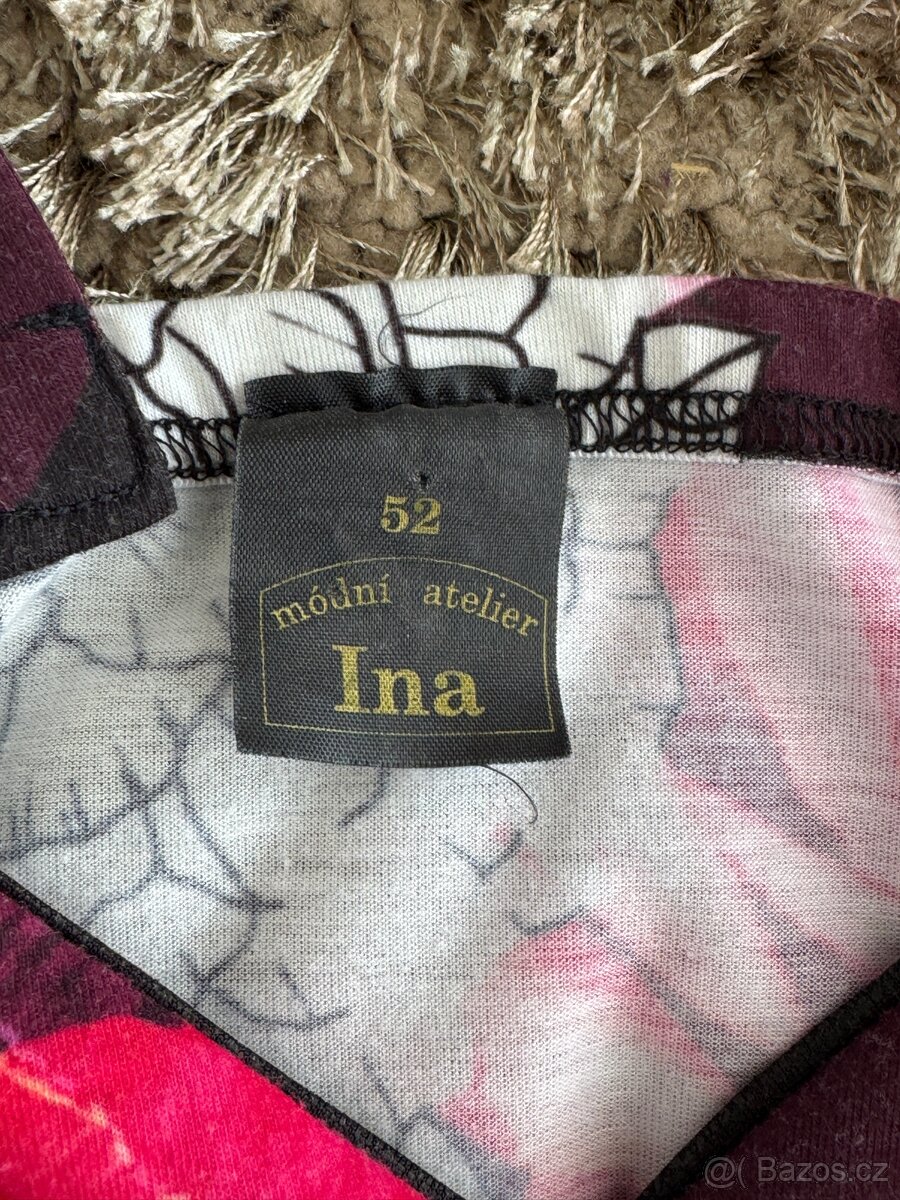 52
módní atelier
Ina
@( Bazos.cz